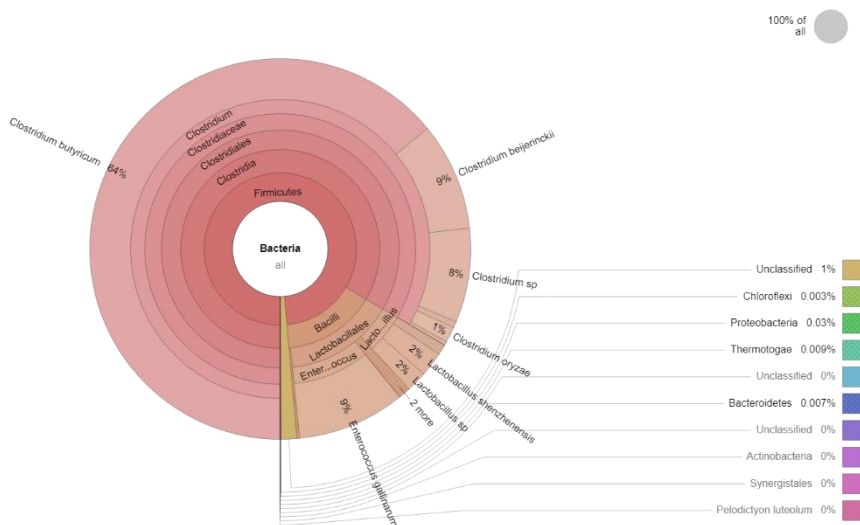 100% of
all
Clostridium butyricum 64%
Clostridium
Clostridiaceae
Clostridiales
Clostridia
Firmicutes
Bacteria
all
9% Clostridium beijerinckii
8% Clostridium sp
1% Clostridium oryzae
Bacilli
Lactobacillales
Lacto...illus
Enter...occus
2% Lactobacillus shenzhenensis
2% Lactobacillus sp
2 more
9% Enterococcus gallinarum
Unclassified 1%
Chloroflexi 0.003%
Proteobacteria 0.03%
Thermotogae 0.009%
Unclassified 0%
Bacteroidetes 0.007%
Unclassified 0%
Actinobacteria 0%
Synergistales 0%
Pelodictyon luteolum 0%